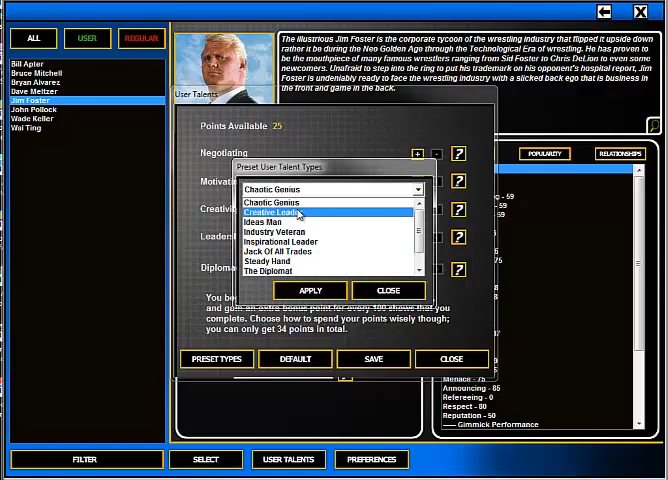 ALL
USER
REGULAR
Bill Apter
Bruce Mitchell
Bryan Alvarez
Dave Meltzer
Jim Foster
John Pollock
Wade Keller
Wai Ting
The illustrious Jim Foster is the corporate tycoon of the wrestling industry that flipped it upside down
rather it be during the Neo Golden Age through the Technological Era of wrestling. He has proven to
be the mouthpiece of many famous wrestlers ranging from Sid Foster to Chris DeLion to even some
newcomers. Unafraid to step into the ring to put his trademark on his opponent's hospital report, Jim
Foster is undeniably ready to face the wrestling industry with a slicked back ego that is business in
the front and game in the back.
User Talents
Points Available 25
Negotiating
+
-
?
Preset User Talent Types
Chaotic Genius
Chaotic Genius
Creative Leade
Ideas Man
Industry Veteran
Inspirational Leader
Jack Of All Trades
Steady Hand
The Diplomat
APPLY
CLOSE
Motivati
?
Creativi
?
Leaders
?
Diploma
?
You be
and gain an extra bonus point for every 100 shows that you
complete. Choose how to spend your points wisely though;
you can only get 34 points in total.
PRESET TYPES
DEFAULT
SAVE
CLOSE
POPULARITY
RELATIONSHIPS
- 59
- 59
Menace - 75
Announcing - 85
Refereeing - 0
Respect - 80
Reputation - 50
---- Gimmick Performance
FILTER
SELECT
USER TALENTS
PREFERENCES